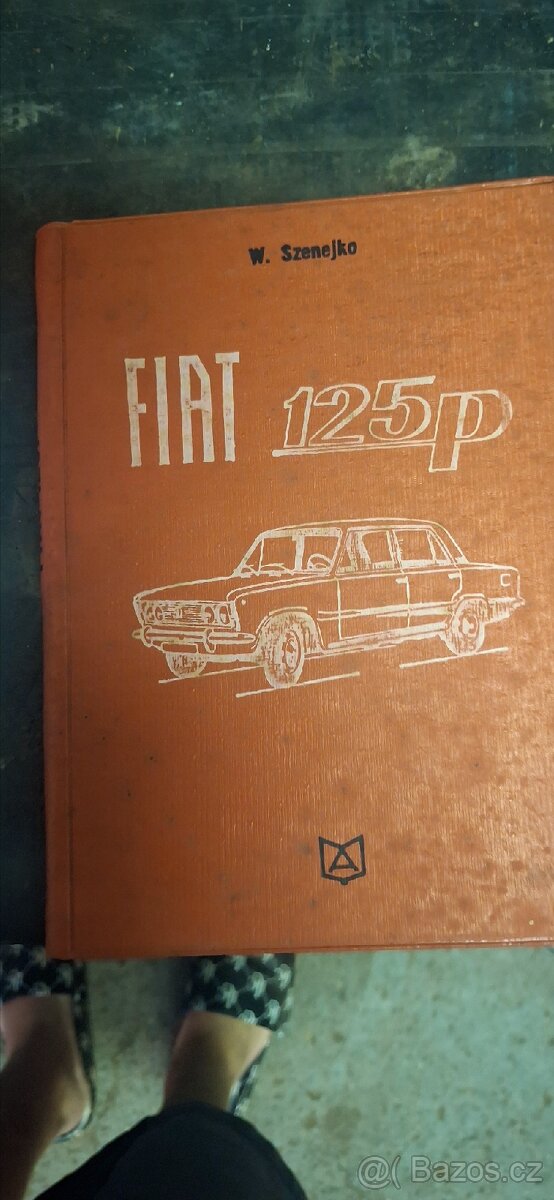 W. Szenejko
FIAT 125p
@( Bazos.cz